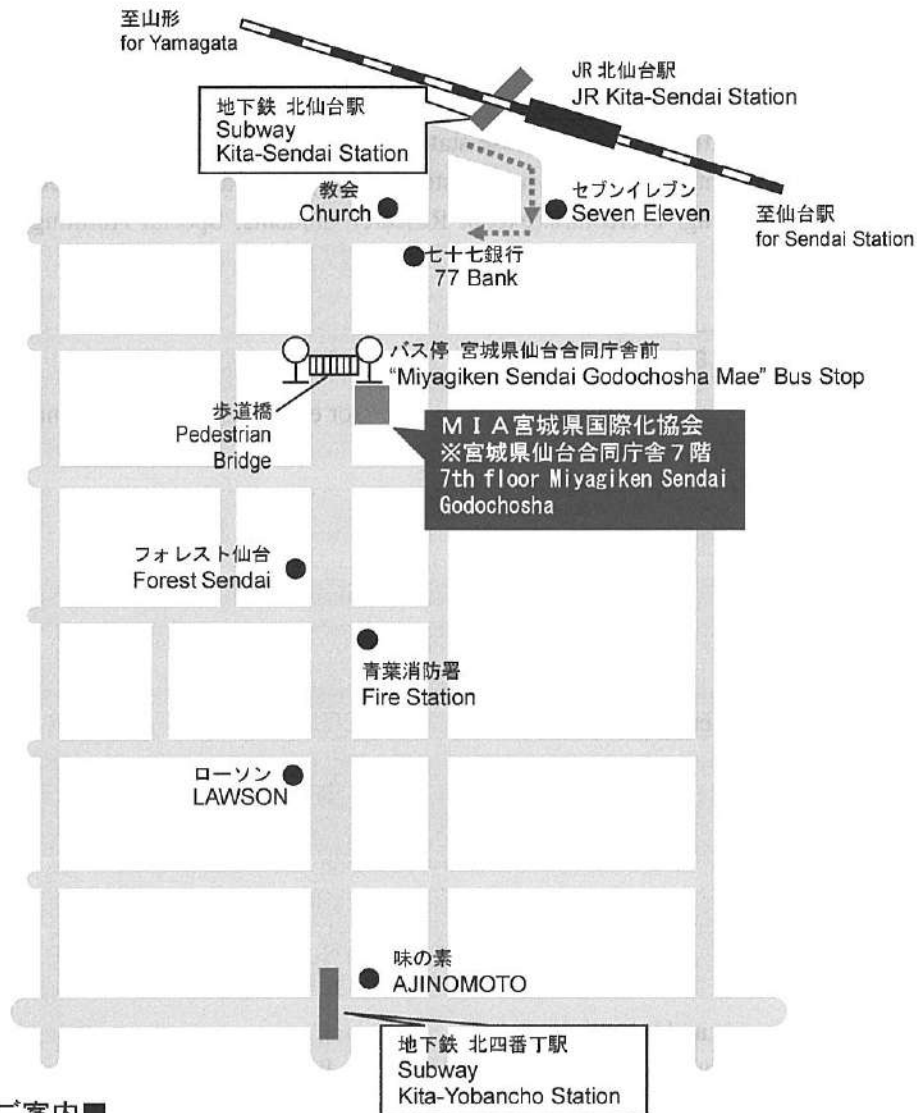 至山形
for Yamagata
JR 北仙台駅
JR Kita-Sendai Station
地下鉄 北仙台駅
Subway
Kita-Sendai Station
教会
Church
セブンイレブン
Seven Eleven
至仙台駅
for Sendai Station
七十七銀行
77 Bank
バス停 宮城県仙台合同庁舎前
“Miyagiken Sendai Godochosha Mae” Bus Stop
歩道橋
Pedestrian
Bridge
ＭＩＡ宮城県国際化協会
※宮城県仙台合同庁舎７階
7th floor Miyagiken Sendai
Godochosha
フォレスト仙台
Forest Sendai
青葉消防署
Fire Station
ローソン
LAWSON
味の素
AJINOMOTO
地下鉄 北四番丁駅
Subway
Kita-Yobancho Station
ご案内■